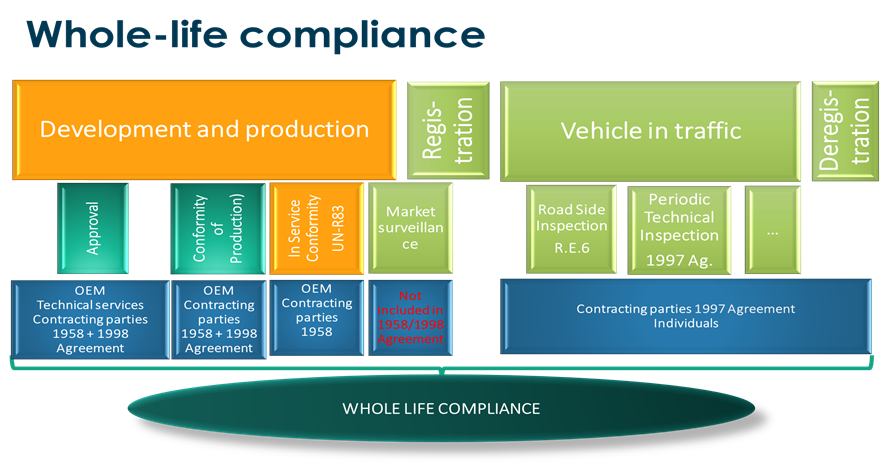 Whole-life compliance
Development and production
Regis-
tration
Vehicle in traffic
Deregis-
tration
Approval
Conformity
of
Production)
In Service
Conformity
UN-R83
Market
surveillan
ce
Road Side
Inspection
R.E.6
Periodic
Technical
Inspection
1997 Ag.
...
OEM
Technical services
Contracting parties
1958 + 1998
Agreement
OEM
Contracting
parties
1958 + 1998
Agreement
OEM
Contracting
parties
1958
Not
included in
1958/1998
Agreement
Contracting parties 1997 Agreement
Individuals
WHOLE LIFE COMPLIANCE